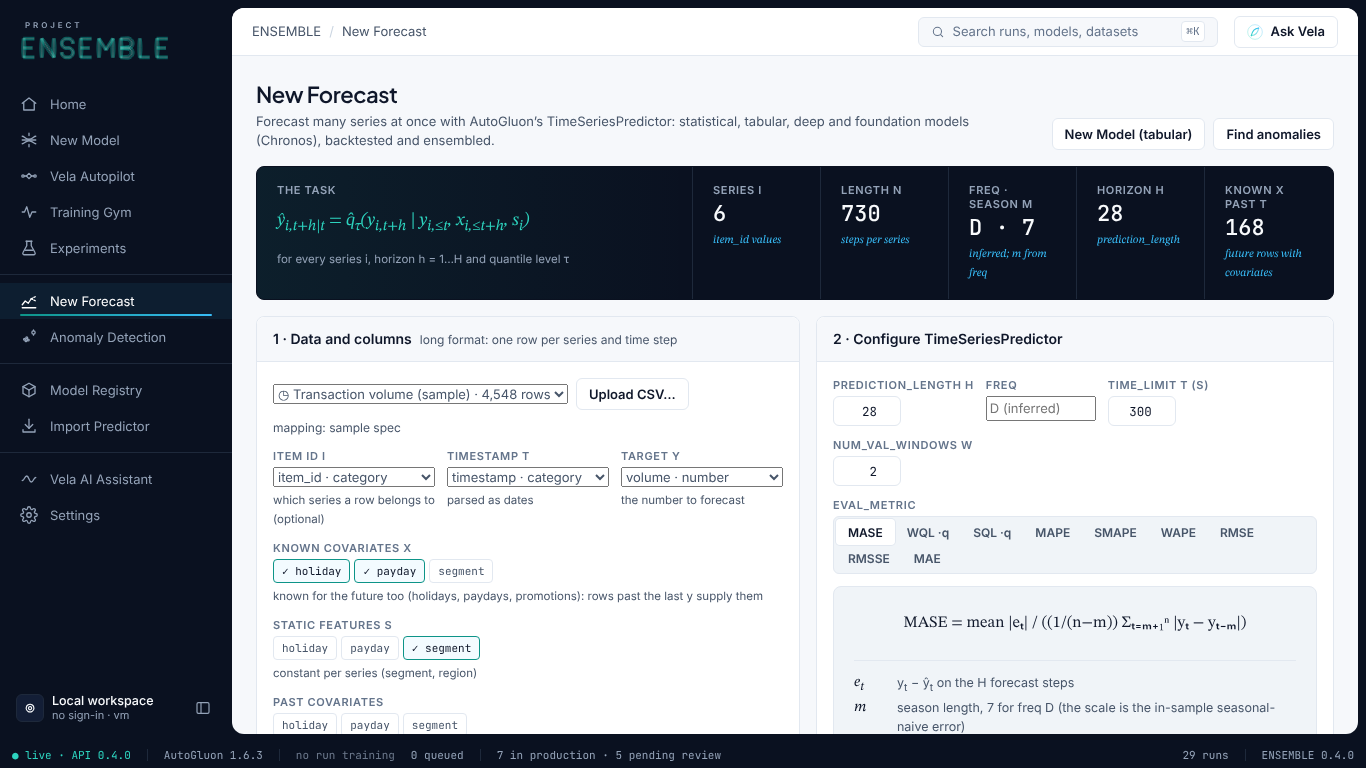 PROJECT
ENSEMBLE
Home
New Model
Vela Autopilot
Training Gym
Experiments
New Forecast
Anomaly Detection
Model Registry
Import Predictor
Vela AI Assistant
Settings
Local workspace
no sign-in · vm
ENSEMBLE / New Forecast
Search runs, models, datasets
⌘K
Ask Vela
New Forecast
Forecast many series at once with AutoGluon's TimeSeriesPredictor: statistical, tabular, deep and foundation models
(Chronos), backtested and ensembled.
New Model (tabular)
Find anomalies
THE TASK
ŷi,t+h|t = q̂τ(yi,t+h | yi,≤t, xi,≤t+h, si)
for every series i, horizon h = 1…H and quantile level τ
SERIES I
6
item_id values
LENGTH N
730
steps per series
FREQ ·
SEASON M
D · 7
inferred; m from
freq
HORIZON H
28
prediction_length
KNOWN X
PAST T
168
future rows with
covariates
1 · Data and columns long format: one row per series and time step
◷ Transaction volume (sample) · 4,548 rows
Upload CSV…
mapping: sample spec
ITEM ID I
item_id · category
which series a row belongs to
(optional)
TIMESTAMP T
timestamp · category
parsed as dates
TARGET Y
volume · number
the number to forecast
KNOWN COVARIATES X
✓ holiday ✓ payday segment
known for the future too (holidays, paydays, promotions): rows past the last y supply them
STATIC FEATURES S
holiday payday ✓ segment
constant per series (segment, region)
PAST COVARIATES
holiday payday segment
2 · Configure TimeSeriesPredictor
PREDICTION_LENGTH H
28
FREQ
D (inferred)
TIME_LIMIT T (S)
300
NUM_VAL_WINDOWS W
2
EVAL_METRIC
MASE WQL ·q SQL ·q MAPE SMAPE WAPE RMSE
RMSSE MAE
MASE = mean |eₜ| / ((1/(n−m)) Σₜ₌ₘ₊₁ⁿ |yₜ − yₜ₋ₘ|)
et yt − ŷt on the H forecast steps
m season length, 7 for freq D (the scale is the in-sample seasonal-
naive error)
● live · API 0.4.0
AutoGluon 1.6.3
no run training 0 queued
7 in production · 5 pending review
29 runs
ENSEMBLE 0.4.0